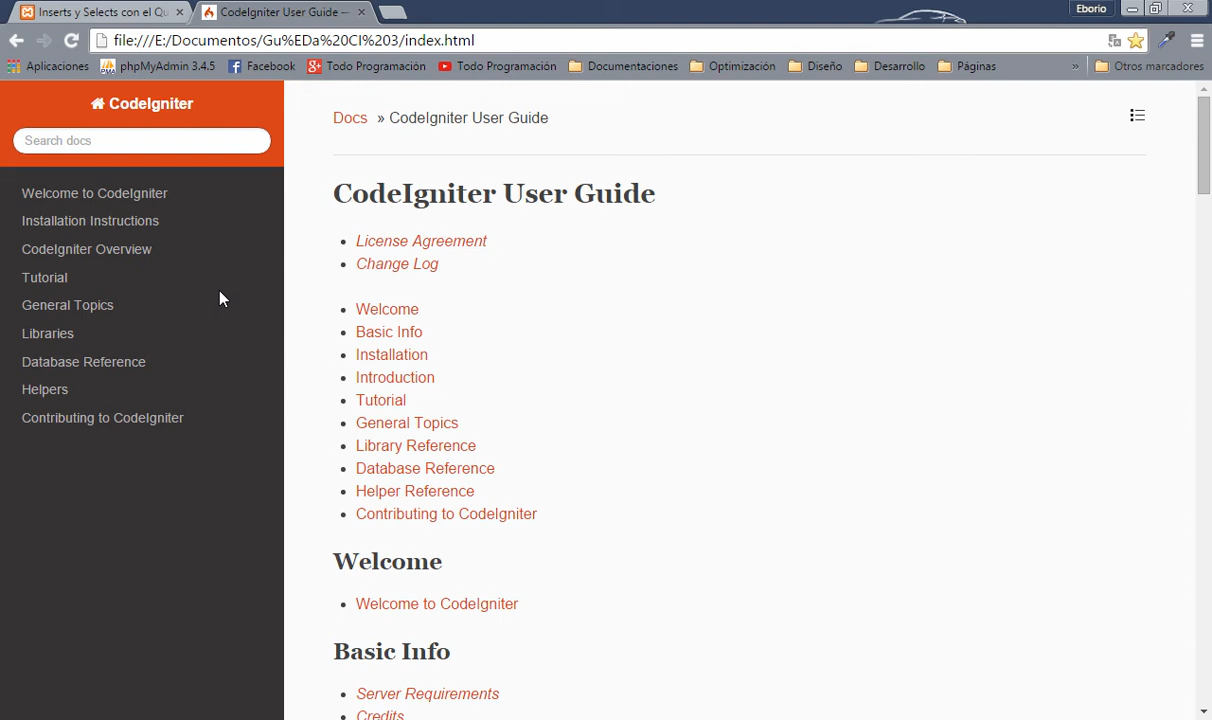 Inserts y Selects con el Qu
CodeIgniter User Guide —
Eborio
file:///E:/Documentos/Gu%EDa%20CI%203/index.html
Aplicaciones
phpMyAdmin 3.4.5
Facebook
Todo Programación
Todo Programación
Documentaciones
Optimización
Diseño
Desarrollo
Páginas
»
Otros marcadores
CodeIgniter
Search docs
Welcome to CodeIgniter
Installation Instructions
CodeIgniter Overview
Tutorial
General Topics
Libraries
Database Reference
Helpers
Contributing to CodeIgniter
Docs » CodeIgniter User Guide
CodeIgniter User Guide
License Agreement
Change Log
Welcome
Basic Info
Installation
Introduction
Tutorial
General Topics
Library Reference
Database Reference
Helper Reference
Contributing to CodeIgniter
Welcome
Welcome to CodeIgniter
Basic Info
Server Requirements
Credits